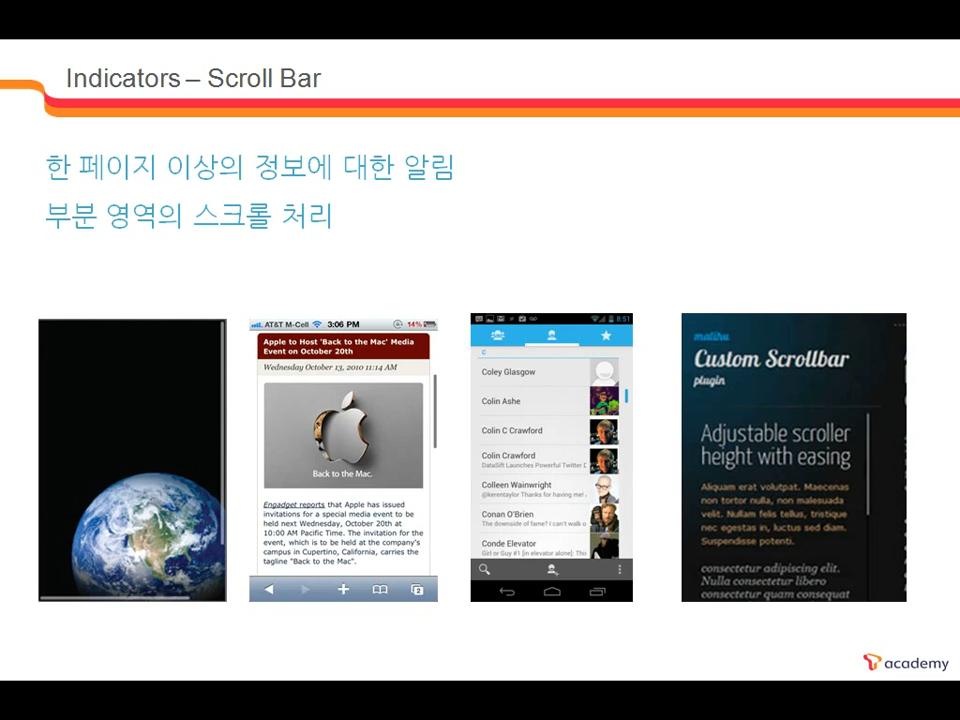 Indicators – Scroll Bar
한 페이지 이상의 정보에 대한 알림
부분 영역의 스크롤 처리
AT&T M-Cell 3:06 PM 14%
Apple to Host 'Back to the Mac' Media
Event on October 20th
Wednesday October 13, 2010 11:14 AM
Back to the Mac.
Engadget reports that Apple has issued
invitations for a special media event to be
held next Wednesday, October 20th at
10:00 AM Pacific Time. The invitation for the
event, which is to be held at the company's
campus in Cupertino, California, carries the
tagline "Back to the Mac".
2
8:51
C
Coley Glasgow
Colin Ashe
Colin C Crawford
Colin Crawford
DataSift Launches Powerful Twitter D
Colleen Wainwright
@kerentaylor Thanks for having me!
Conan O'Brien
The downside of fame? I can't walk o
Conde Elevator
Girl or Guy #1 [in elevator alone]: This
malihu
Custom Scrollbar
plugin
Adjustable scroller
height with easing
Aliquam erat volutpat. Maecenas
non tortor nulla, non malesuada
velit. Nullam felis tellus, tristique
nec egestas in, luctus sed diam.
Suspendisse potenti.
consectetur adipiscing elit.
Nulla consectetur libero
consectetur quam consequat
T academy